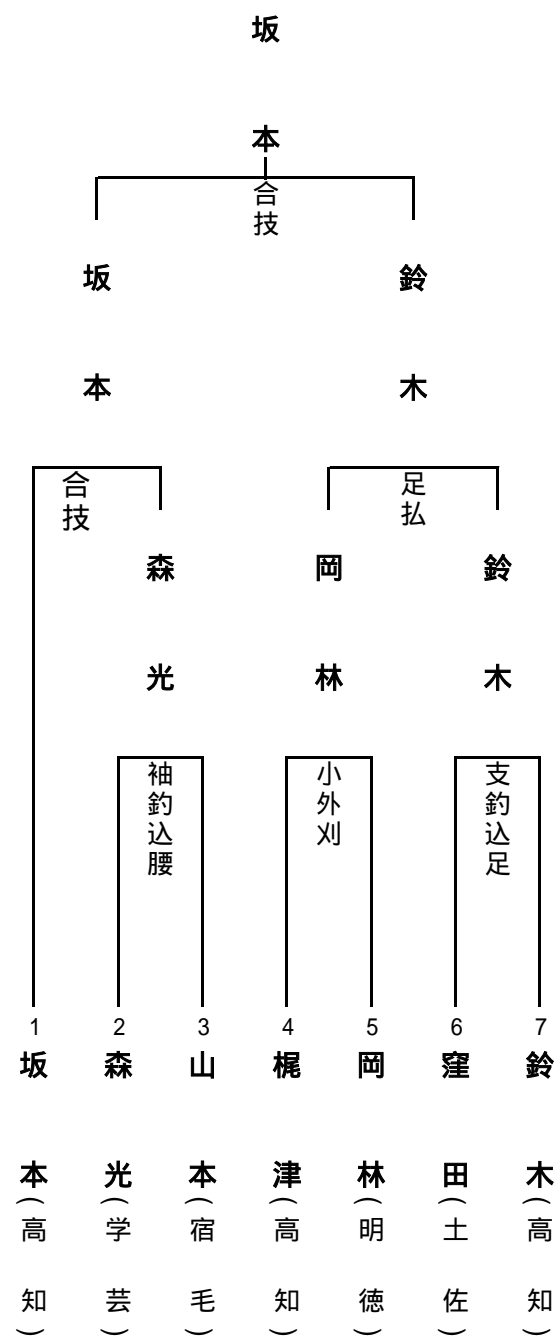 坂本
合技
坂本
鈴木
合技
足払
森光
岡林
鈴木
袖釣込腰
小外刈
支釣込足
1
2
3
4
5
6
7
坂本(高知)
森光(学芸)
山本(宿毛)
梶津(高知)
岡林(明徳)
窪田(土佐)
鈴木(高知)